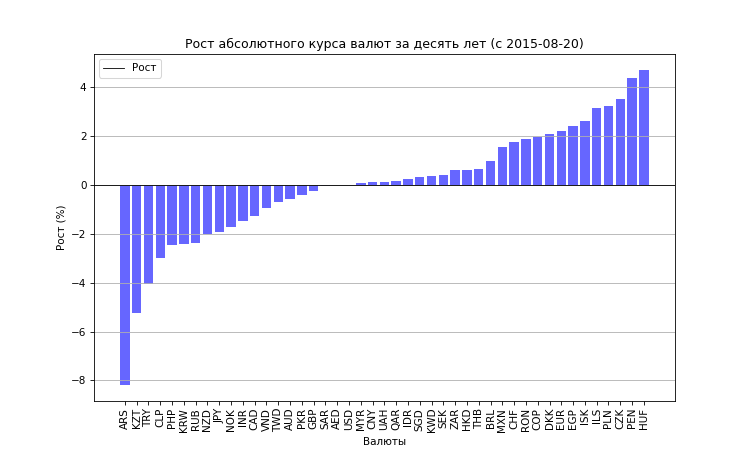 Рост абсолютного курса валют за десять лет (с 2015-08-20)
Рост
4
2
0
−2
−4
−6
−8
Рост (%)
ARS KZT TRY CLP PHP KRW RUB NZD JPY NOK INR CAD VND TWD AUD PKR GBP SAR AED USD MYR CNY UAH QAR IDR SGD KWD SEK ZAR HKD THB BRL MXN CHF RON COP DKK EUR EGP ISK ILS PLN CZK PEN HUF
Валюты